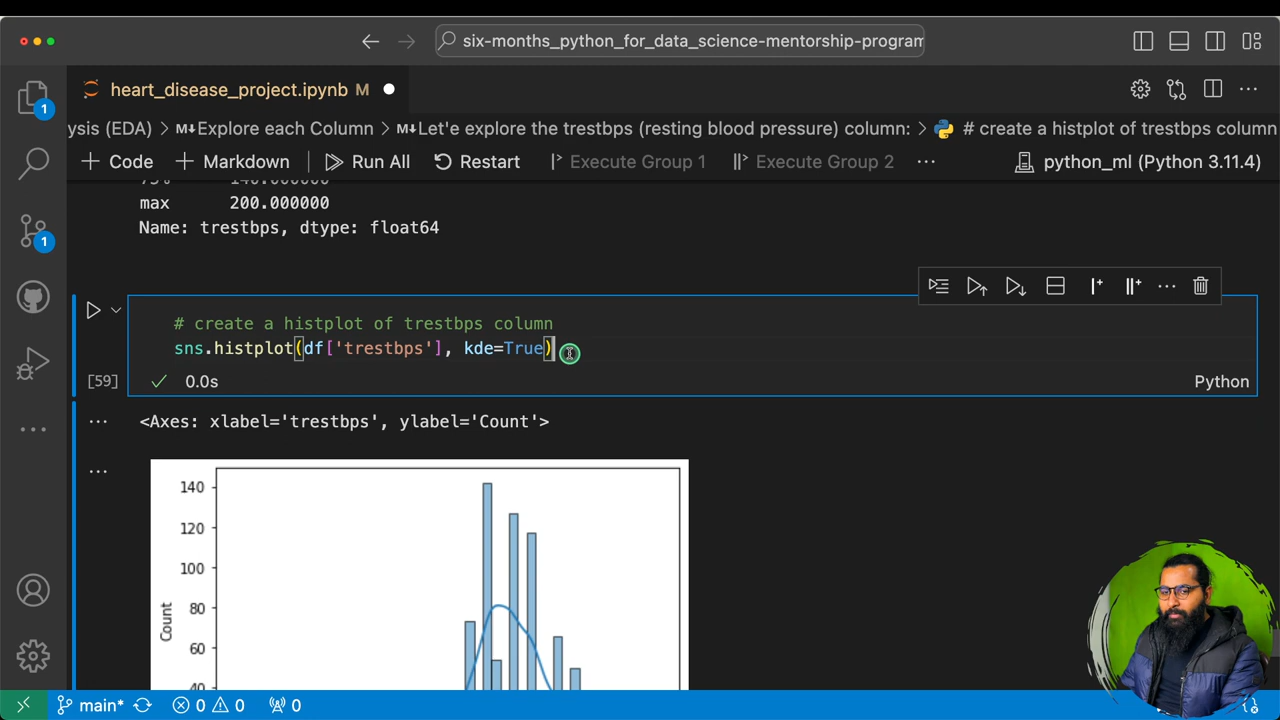 six-months_python_for_data_science-mentorship-program
heart_disease_project.ipynb M
1
ysis (EDA) > M↓Explore each Column > M↓Let'e explore the trestbps (resting blood pressure) column: > # create a histplot of trestbps column
+ Code + Markdown Run All Restart Execute Group 1 Execute Group 2 ... python_ml (Python 3.11.4)
max 200.000000
Name: trestbps, dtype: float64
1
# create a histplot of trestbps column
sns.histplot(df['trestbps'], kde=True)
[59] 0.0s Python
<Axes: xlabel='trestbps', ylabel='Count'>
140
120
100
80
60
40
Count
main* 0 0 0